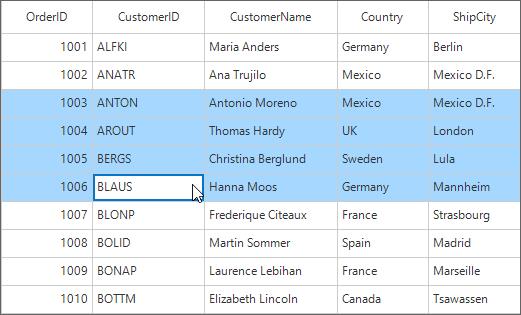 OrderID CustomerID CustomerName Country ShipCity
1001 ALFKI Maria Anders Germany Berlin
1002 ANATR Ana Trujilo Mexico Mexico D.F.
1003 ANTON Antonio Moreno Mexico Mexico D.F.
1004 AROUT Thomas Hardy UK London
1005 BERGS Christina Berglund Sweden Lula
1006 BLAUS Hanna Moos Germany Mannheim
1007 BLONP Frederique Citeaux France Strasbourg
1008 BOLID Martin Sommer Spain Madrid
1009 BONAP Laurence Lebihan France Marseille
1010 BOTTM Elizabeth Lincoln Canada Tsawassen